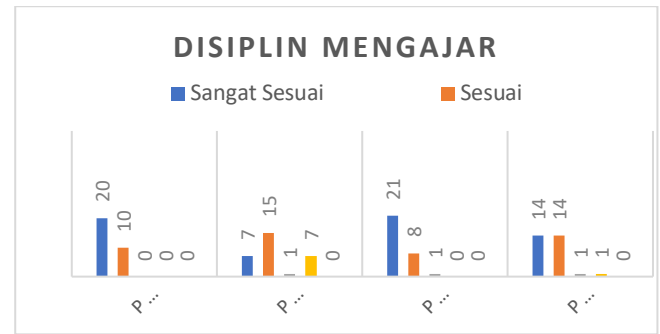 DISIPLIN MENGAJAR
Sangat Sesuai Sesuai
20 10 0 0 0 7 15 1 7 0 21 8 1 0 0 14 14 1 1 0
P... P... P... P...